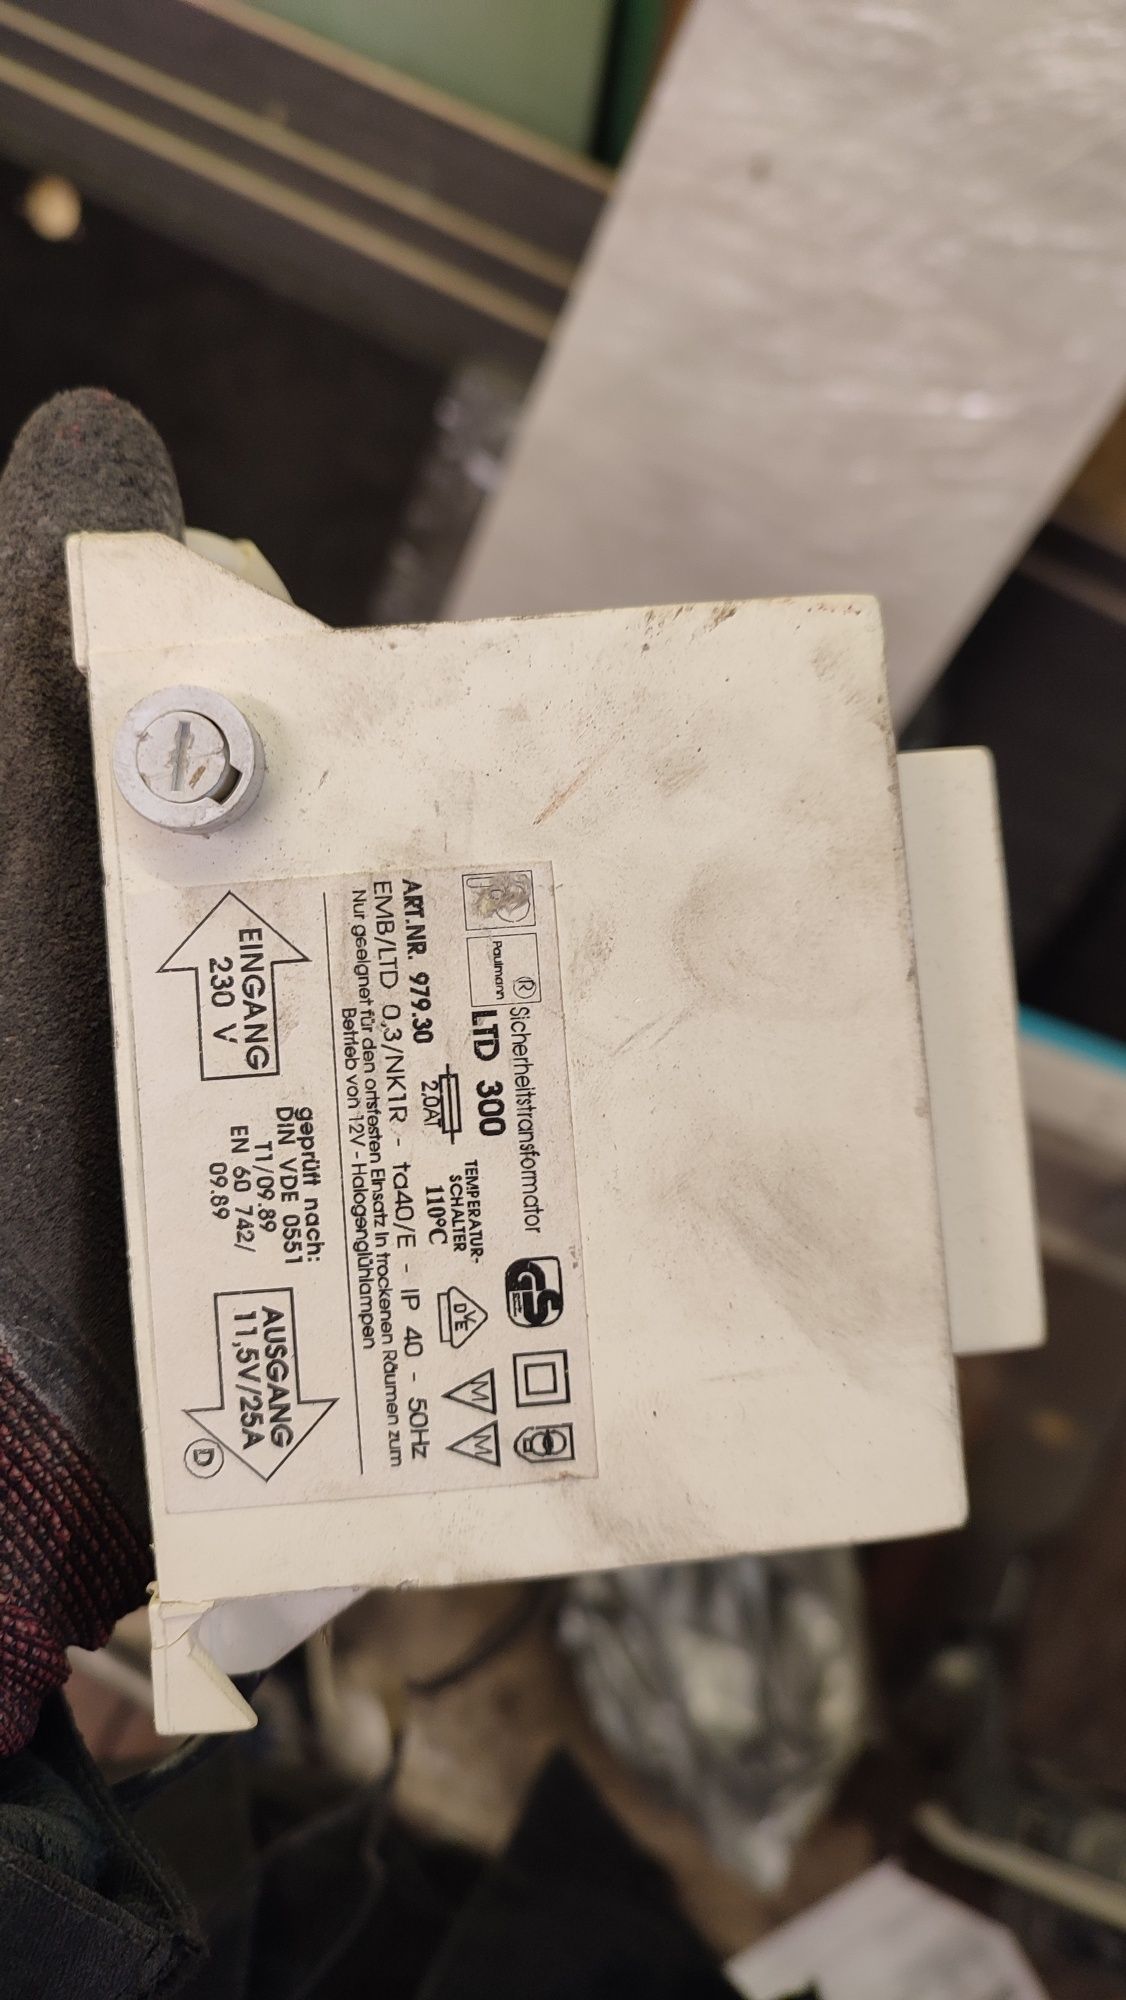 ® Sicherheitstransformator
Paulmann
LTD 300
ART.NR. 979.30
2.0AT
TEMPERATUR-
SCHALTER
110°C
GS
DVE
M M
EMB/LTD 0,3/NK1R - ta40/E - IP 40 - 50Hz
Nur geeignet für den ortsfesten Einsatz in trockenen Räumen zum
Betrieb von 12V-Halogenglühlampen
EINGANG
230 V
geprüft nach:
DIN VDE 0551
T1/09.89
EN 60 742/
09.89
AUSGANG
11,5V/25A
D